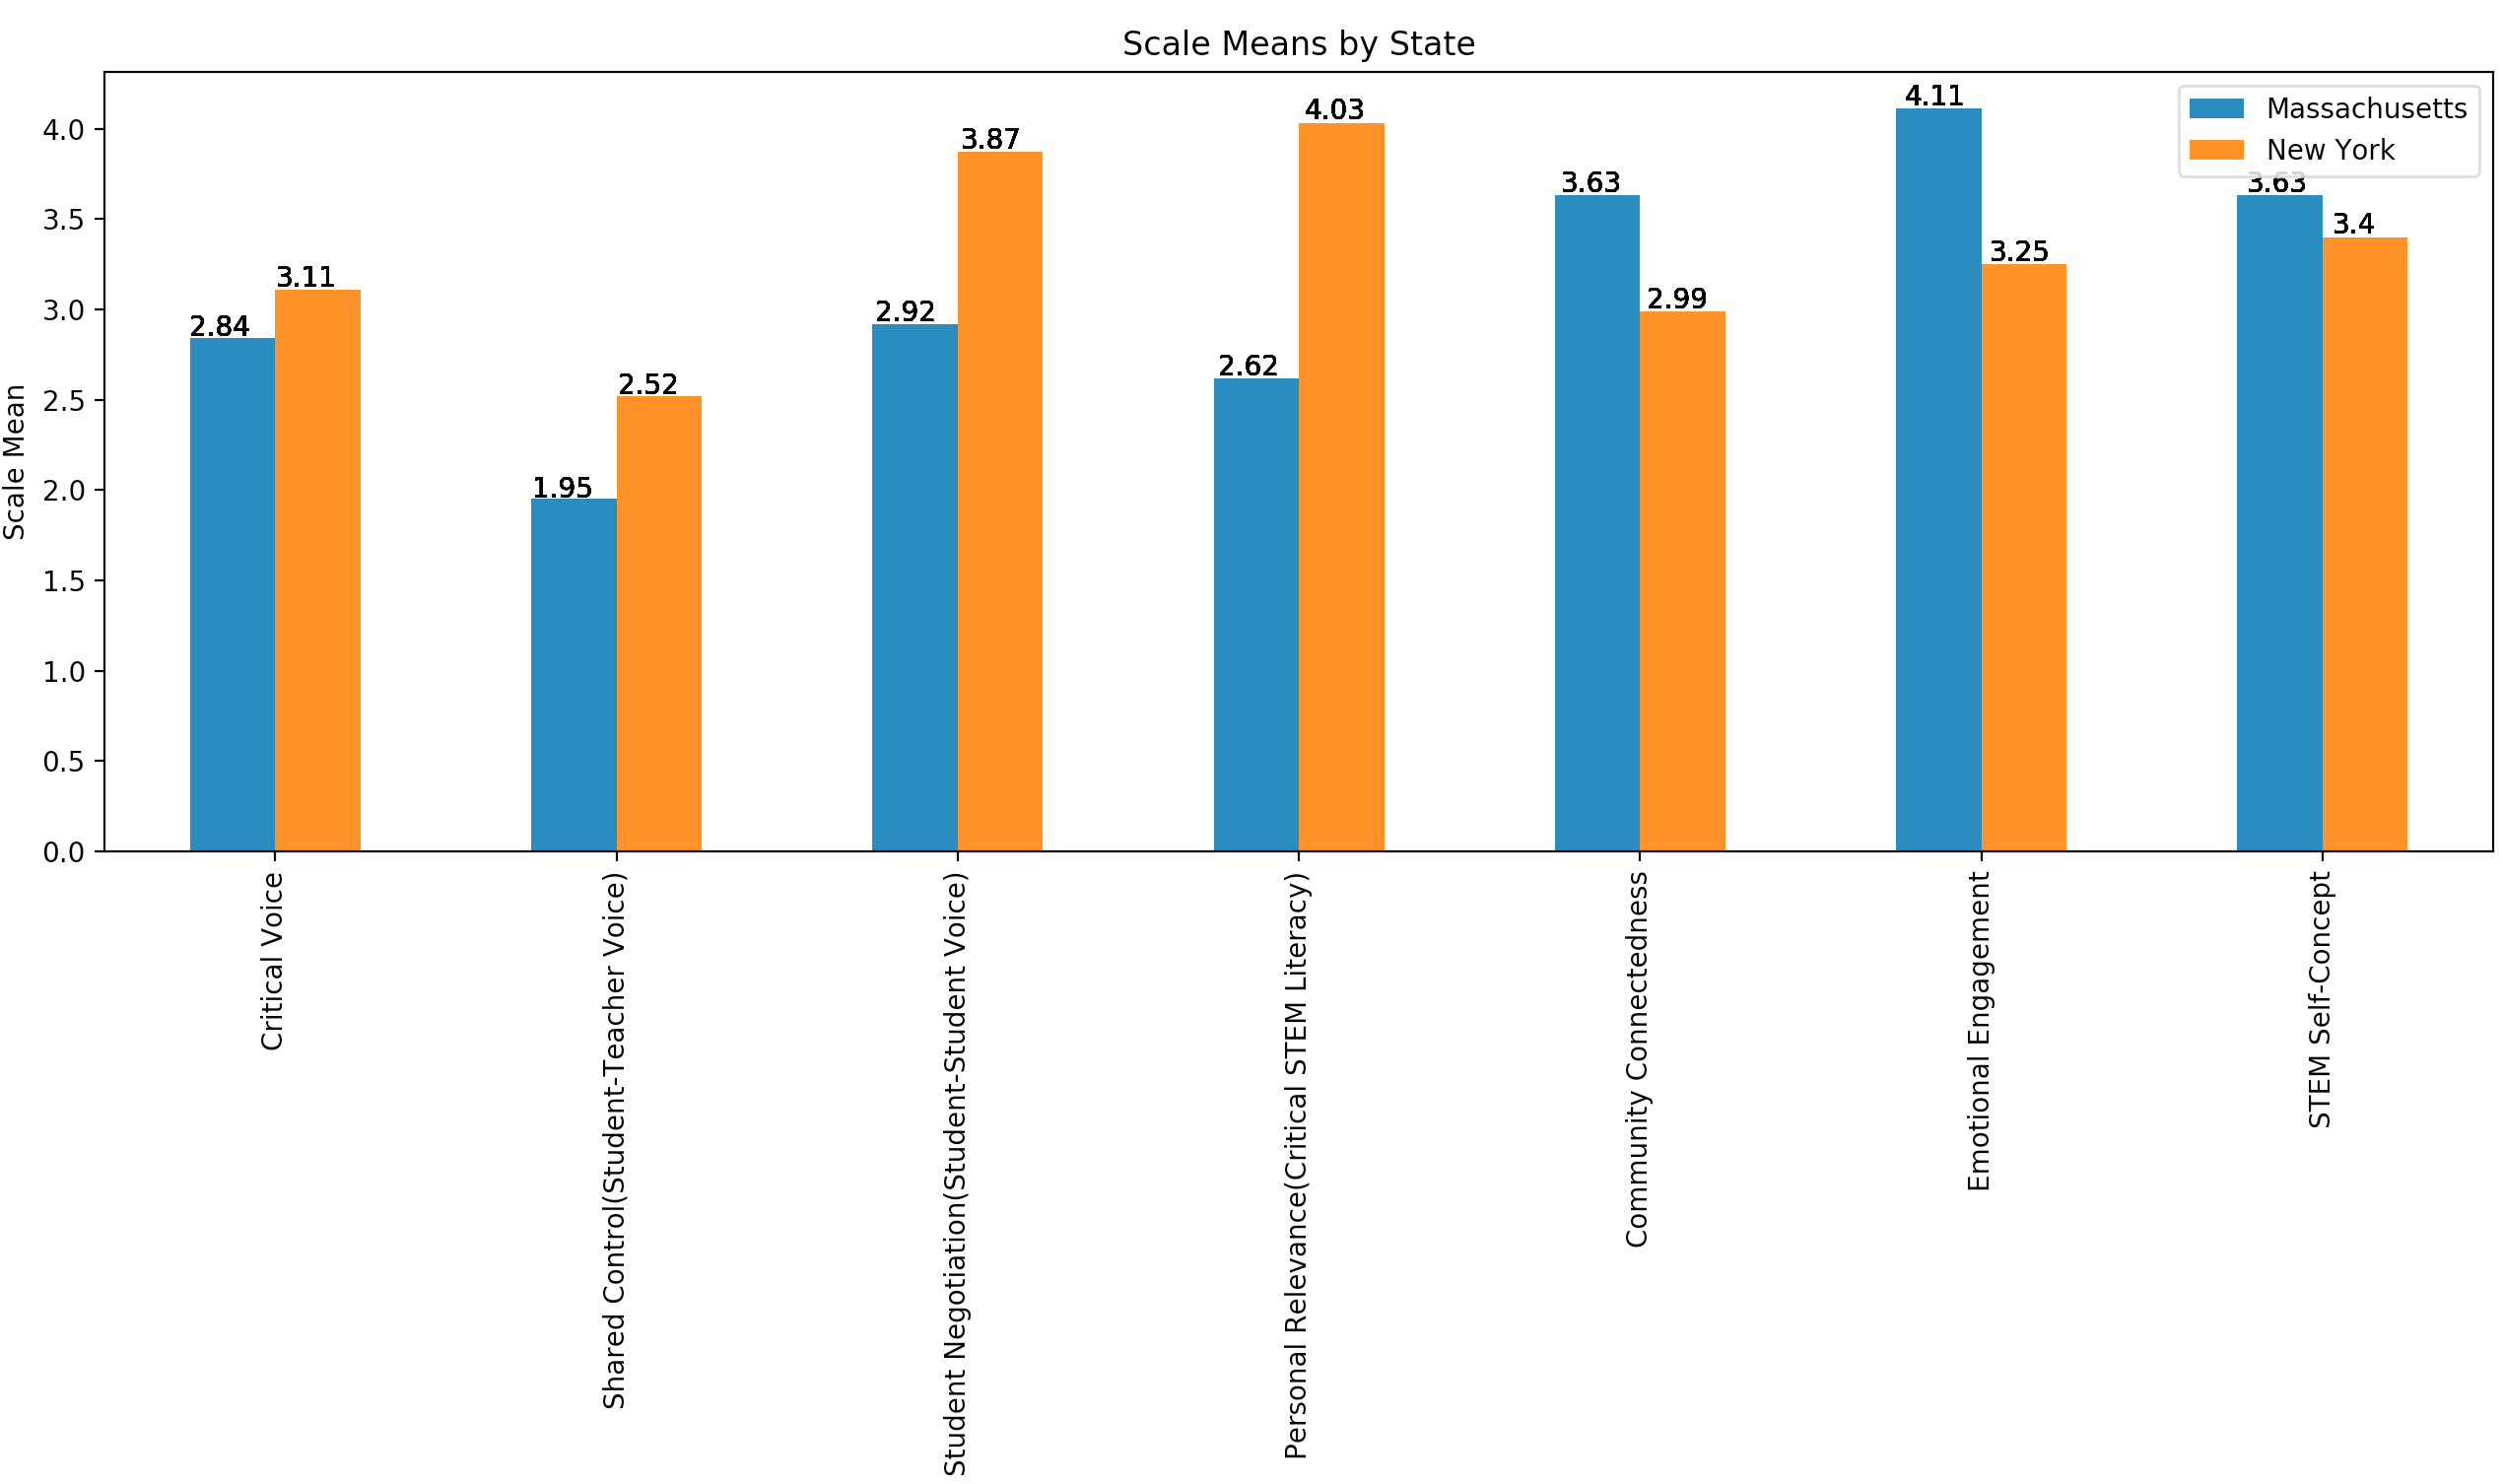 Scale Means by State
Massachusetts
New York
Scale Mean
4.0
3.5
3.0
2.5
2.0
1.5
1.0
0.5
0.0
2.84
3.11
1.95
2.52
2.92
3.87
2.62
4.03
3.63
2.99
4.11
3.25
3.63
3.4
Critical Voice
Shared Control(Student-Teacher Voice)
Student Negotiation(Student-Student Voice)
Personal Relevance(Critical STEM Literacy)
Community Connectedness
Emotional Engagement
STEM Self-Concept